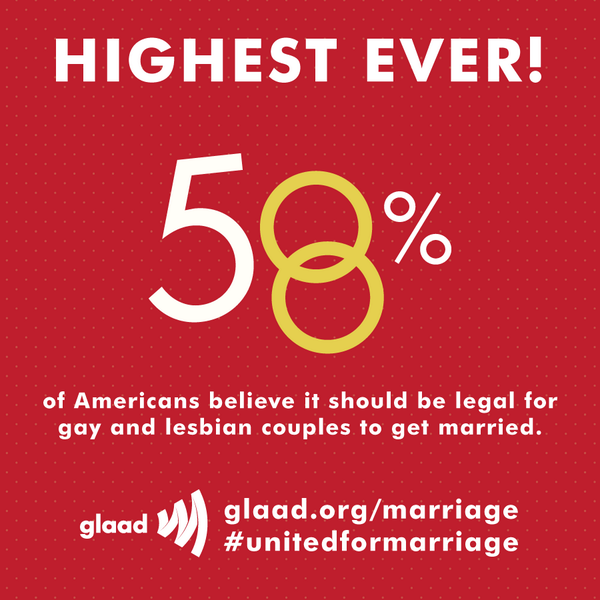 HIGHEST EVER!
58%
of Americans believe it should be legal for
gay and lesbian couples to get married.
glaad
glaad.org/marriage
#unitedformarriage